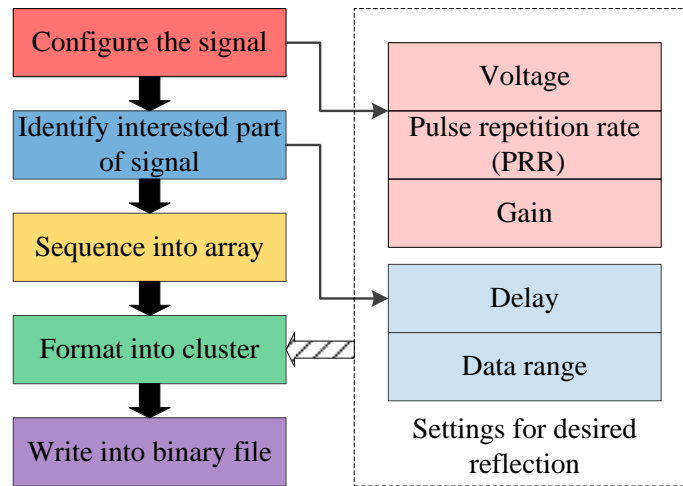 Configure the signal
Identify interested part
of signal
Sequence into array
Format into cluster
Write into binary file
Voltage
Pulse repetition rate
(PRR)
Gain
Delay
Data range
Settings for desired
reflection